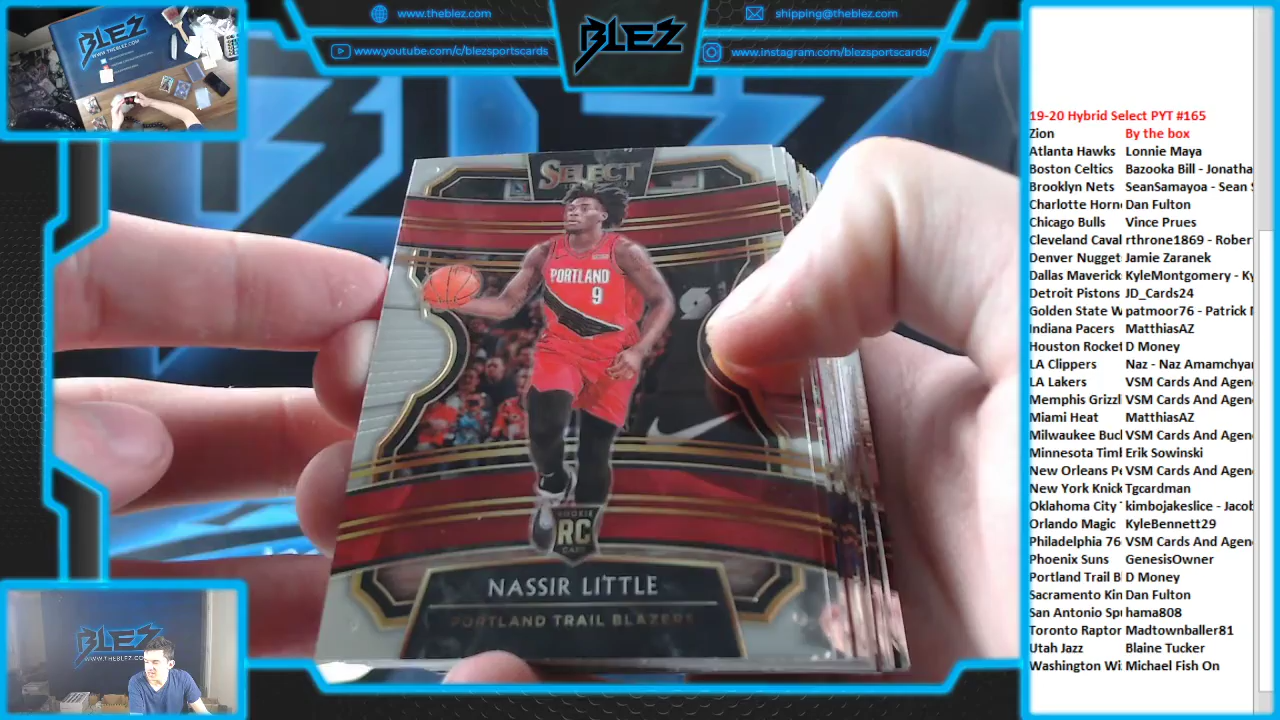 www.theblez.com
shipping@theblez.com
www.youtube.com/c/blezsportscards
BLEZ
www.instagram.com/blezsportscards/
BLEZ
SELECT
PORTLAND
9
ROOKIE
RC
CARD
NASSIR LITTLE
PORTLAND TRAIL BLAZERS
BLEZ
19-20 Hybrid Select PYT #165
Zion By the box
Atlanta Hawks Lonnie Maya
Boston Celtics Bazooka Bill - Jonatha
Brooklyn Nets SeanSamayoa - Sean S
Charlotte Horn Dan Fulton
Chicago Bulls Vince Prues
Cleveland Caval rthrone1869 - Rober
Denver Nugget Jamie Zaranek
Dallas Maverick KyleMontgomery - Ky
Detroit Pistons JD_Cards24
Golden State W patmoor76 - Patrick
Indiana Pacers MatthiasAZ
Houston Rocket D Money
LA Clippers Naz - Naz Amamchyan
LA Lakers VSM Cards And Agen
Memphis Grizzl VSM Cards And Agen
Miami Heat MatthiasAZ
Milwaukee Buc VSM Cards And Agen
Minnesota Tim Erik Sowinski
New Orleans Pe VSM Cards And Agen
New York Knick Tgcardman
Oklahoma City kimbojakeslice - Jacob
Orlando Magic KyleBennett29
Philadelphia 76 VSM Cards And Agen
Phoenix Suns GenesisOwner
Portland Trail B D Money
Sacramento Kin Dan Fulton
San Antonio Sp hama808
Toronto Raptor Madtownballer81
Utah Jazz Blaine Tucker
Washington Wi Michael Fish On